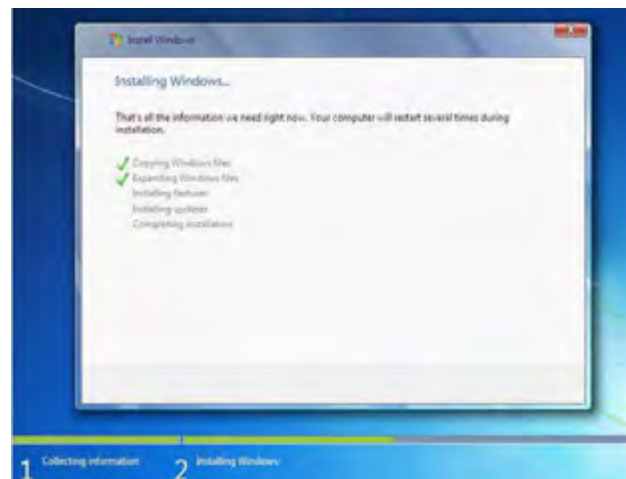 Install Windows
Installing Windows...
That's all the information we need right now. Your computer will restart several times during
installation.
Copying Windows files
Expanding Windows files
Installing features
Installing updates
Completing installation
1 Collecting information
2 Installing Windows